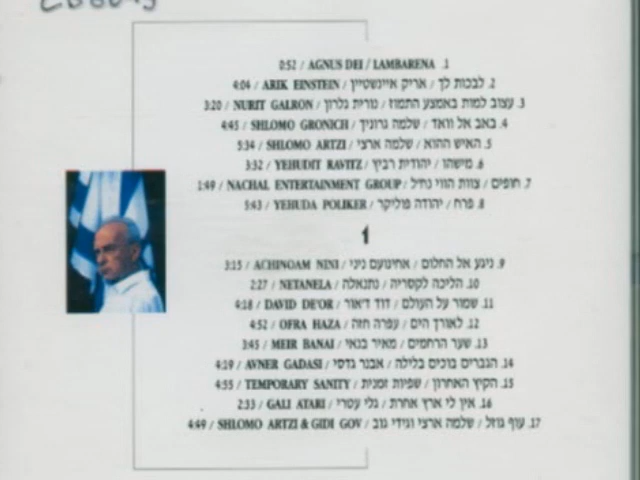 1. AGNUS DEI / LAMBARENA / 0:52
2. לבכות לך / אריק איינשטיין / ARIK EINSTEIN / 4:04
3. עצוב למות באמצע התמוז / נורית גלרון / NURIT GALRON / 3:20
4. באב אל וואד / שלמה גרוניך / SHLOMO GRONICH / 4:45
5. האיש ההוא / שלמה ארצי / SHLOMO ARTZI / 5:34
6. מישהו / יהודית רביץ / YEHUDIT RAVITZ / 3:32
7. חופים / צוות הווי נח״ל / NACHAL ENTERTAINMENT GROUP / 1:49
8. פרח / יהודה פוליקר / YEHUDA POLIKER / 5:43
1
9. ניגע אל החלום / אחינועם ניני / ACHINOAM NINI / 3:15
10. הליכה לקסריה / נתנאלה / NETANELA / 2:27
11. שמור על העולם / דוד ד׳אור / DAVID DE'OR / 4:18
12. לאורך הים / עפרה חזה / OFRA HAZA / 4:52
13. שער הרחמים / מאיר בנאי / MEIR BANAI / 3:45
14. הגברים בוכים בלילה / אבנר גדסי / AVNER GADASI / 4:19
15. הקיץ האחרון / שפיות זמנית / TEMPORARY SANITY / 4:55
16. אין לי ארץ אחרת / גלי עטרי / GALI ATARI / 2:33
17. עוף גוזל / שלמה ארצי וגידי גוב / SHLOMO ARTZI & GIDI GOV / 4:49